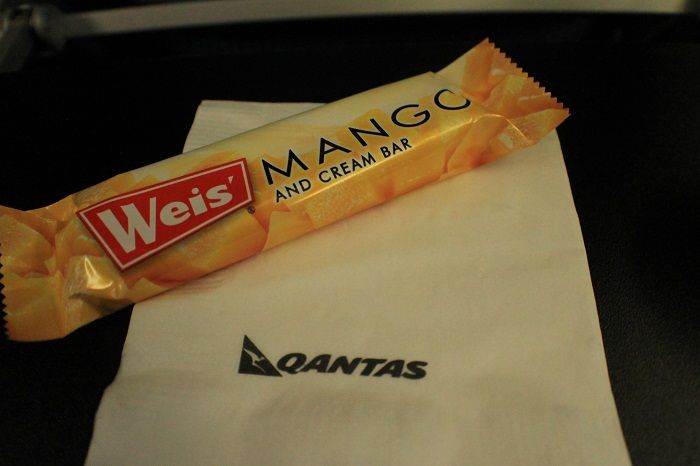 Weis'
MANGO
AND CREAM BAR
QANTAS